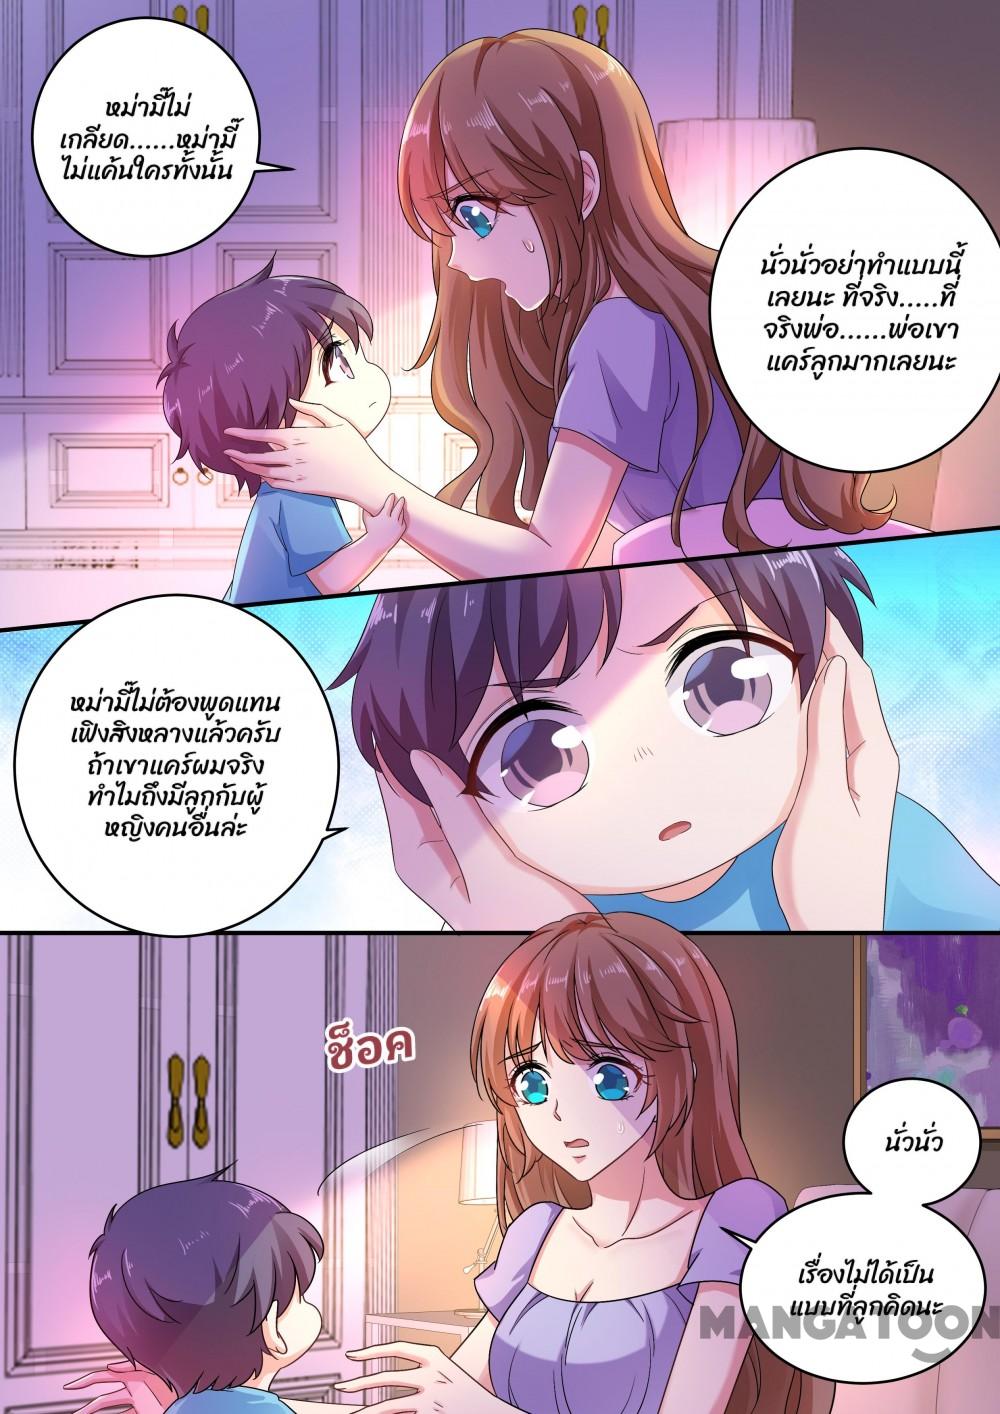 หม่ามี๊ไม่
เกลียด......หม่ามี๊
ไม่แค้นใครทั้งนั้น
นั่วนั่วอย่าทำแบบนี้
เลยนะ ที่จริง.....ที่
จริงพ่อ......พ่อเขา
แคร์ลูกมากเลยนะ
หม่ามี๊ไม่ต้องพูดแทน
เฟิงสิงหลางแล้วครับ
ถ้าเขาแคร์ผมจริง
ทำไมถึงมีลูกกับผู้
หญิงคนอื่นล่ะ
ช็อค
นั่วนั่ว
เรื่องไม่ได้เป็น
แบบที่ลูกคิดนะ
MANGATOON